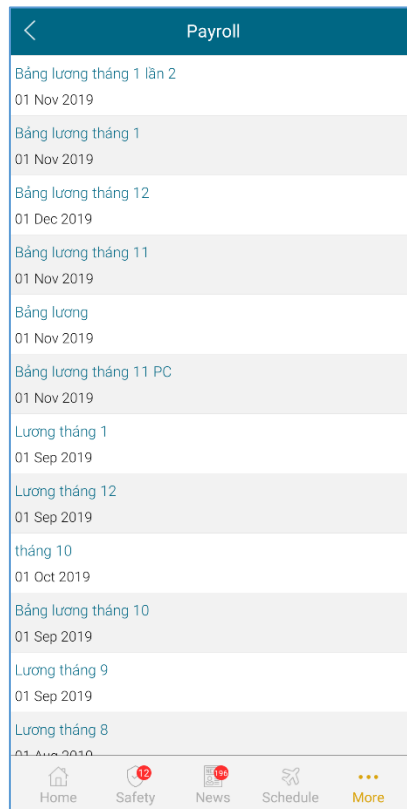 Payroll
Bảng lương tháng 1 lần 2
01 Nov 2019
Bảng lương tháng 1
01 Nov 2019
Bảng lương tháng 12
01 Dec 2019
Bảng lương tháng 11
01 Nov 2019
Bảng lương
01 Nov 2019
Bảng lương tháng 11 PC
01 Nov 2019
Lương tháng 1
01 Sep 2019
Lương tháng 12
01 Sep 2019
tháng 10
01 Oct 2019
Bảng lương tháng 10
01 Sep 2019
Lương tháng 9
01 Sep 2019
Lương tháng 8
01 Aug 2019
12 196
Home Safety News Schedule More